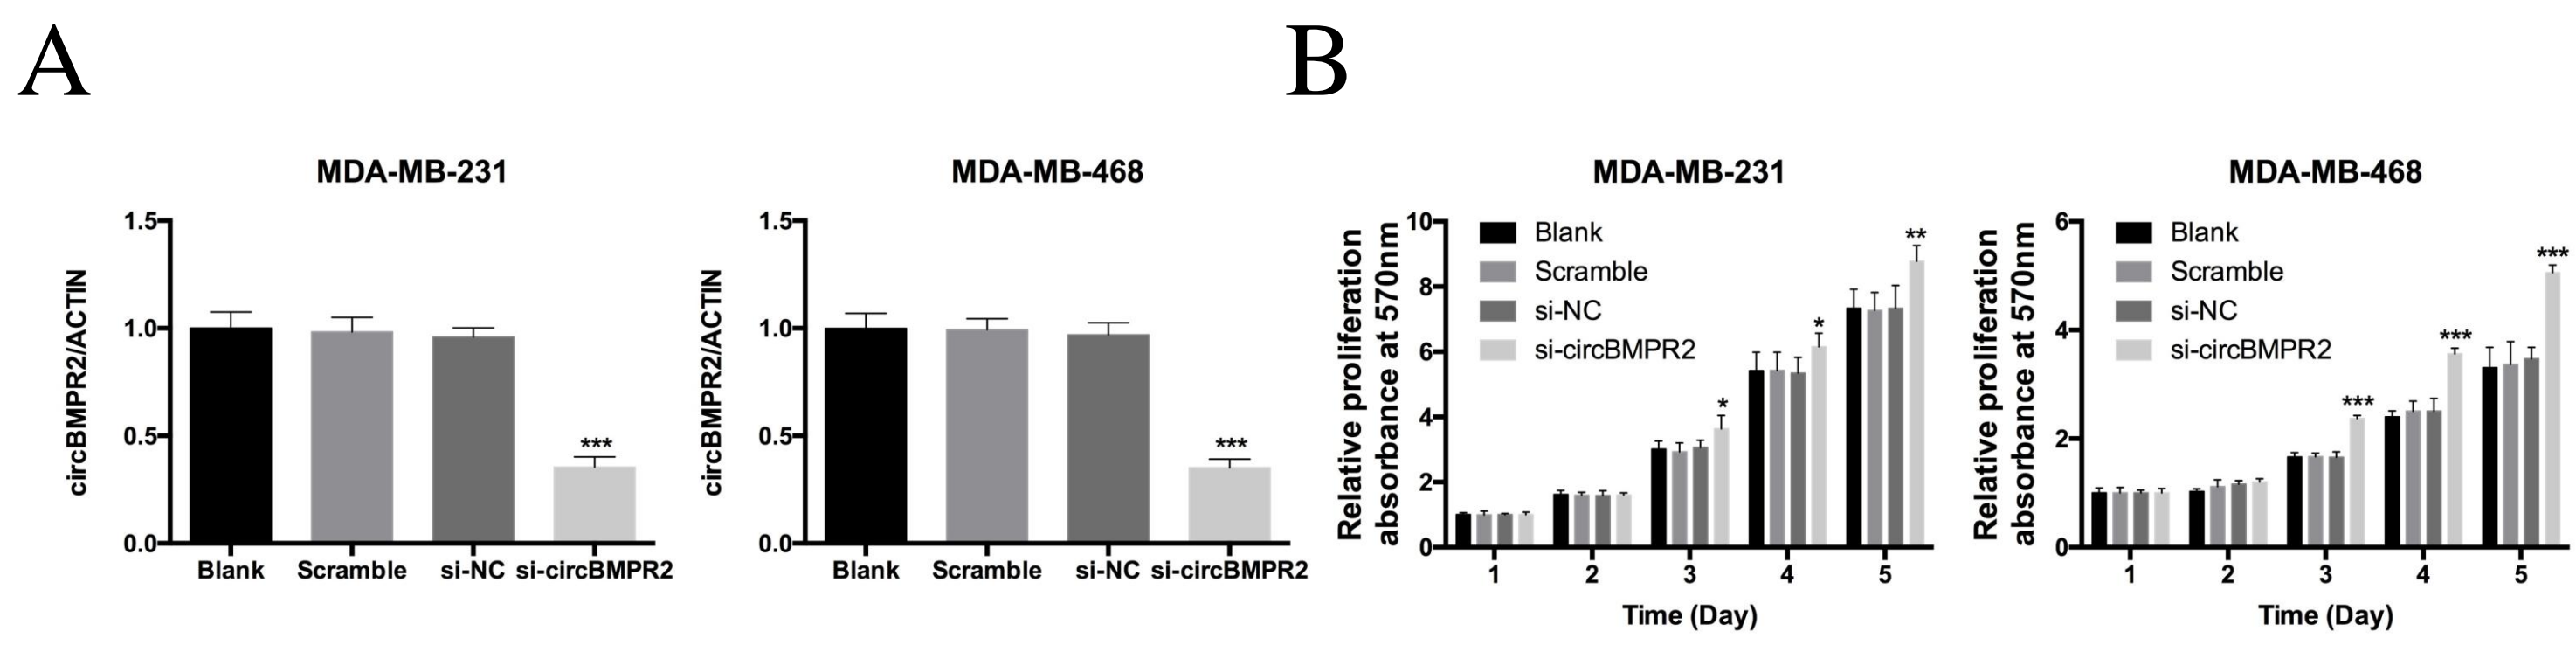 A
MDA-MB-231
circBMPR2/ACTIN
1.5
1.0
0.5
0.0
***
Blank Scramble si-NC si-circBMPR2
MDA-MB-468
circBMPR2/ACTIN
1.5
1.0
0.5
0.0
***
Blank Scramble si-NC si-circBMPR2
B
MDA-MB-231
Relative proliferation
absorbance at 570nm
10
8
6
4
2
0
Blank
Scramble
si-NC
si-circBMPR2
*
*
**
1 2 3 4 5
Time (Day)
MDA-MB-468
Relative proliferation
absorbance at 570nm
6
4
2
0
Blank
Scramble
si-NC
si-circBMPR2
***
***
***
1 2 3 4 5
Time (Day)